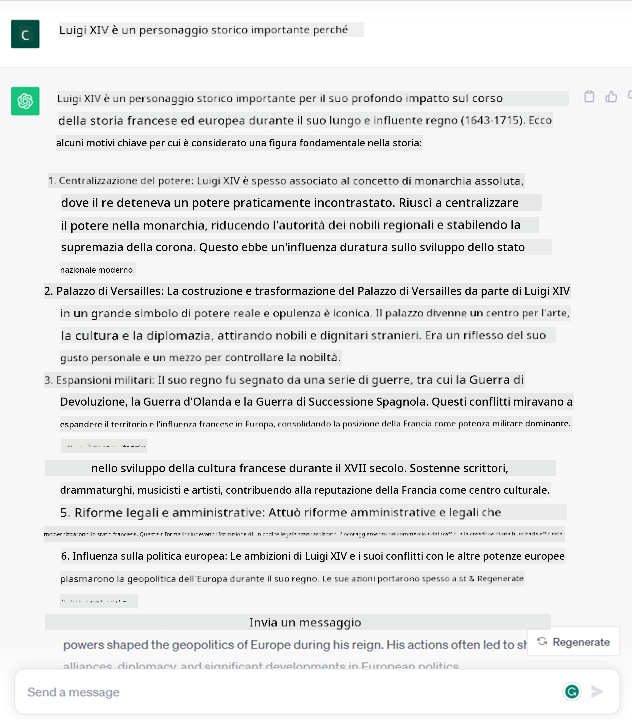 C
Luigi XIV è un personaggio storico importante perché
Luigi XIV è un personaggio storico importante per il suo profondo impatto sul corso
della storia francese ed europea durante il suo lungo e influente regno (1643-1715). Ecco
alcuni motivi chiave per cui è considerato una figura fondamentale nella storia:
1. Centralizzazione del potere: Luigi XIV è spesso associato al concetto di monarchia assoluta,
dove il re deteneva un potere praticamente incontrastato. Riuscì a centralizzare
il potere nella monarchia, riducendo l'autorità dei nobili regionali e stabilendo la
supremazia della corona. Questo ebbe un'influenza duratura sullo sviluppo dello stato
nazionale moderno.
2. Palazzo di Versailles: La costruzione e trasformazione del Palazzo di Versailles da parte di Luigi XIV
in un grande simbolo di potere reale e opulenza è iconica. Il palazzo divenne un centro per l'arte,
la cultura e la diplomazia, attirando nobili e dignitari stranieri. Era un riflesso del suo
gusto personale e un mezzo per controllare la nobiltà.
3. Espansioni militari: Il suo regno fu segnato da una serie di guerre, tra cui la Guerra di
Devoluzione, la Guerra d'Olanda e la Guerra di Successione Spagnola. Questi conflitti miravano a
espandere il territorio e l'influenza francese in Europa, consolidando la posizione della Francia come potenza militare dominante.
nello sviluppo della cultura francese durante il XVII secolo. Sostenne scrittori,
drammaturghi, musicisti e artisti, contribuendo alla reputazione della Francia come centro culturale.
5. Riforme legali e amministrative: Attuò riforme amministrative e legali che
6. Influenza sulla politica europea: Le ambizioni di Luigi XIV e i suoi conflitti con le altre potenze europee
plasmarono la geopolitica dell'Europa durante il suo regno. Le sue azioni portarono spesso a st & Regenerate
Invia un messaggio
powers shaped the geopolitics of Europe during his reign. His actions often led to sh
Regenerate
alliances, diplomacy, and significant developments in European politics.
Send a message